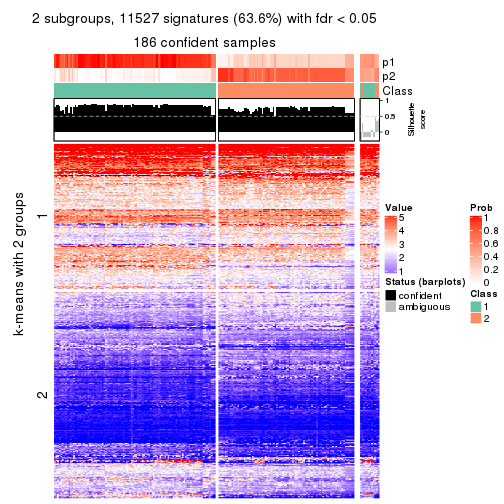 2 subgroups, 11527 signatures (63.6%) with fdr < 0.05
186 confident samples
p1
p2
Class
1
0.5
0
Silhouette
score
k-means with 2 groups
1
2
Value
5
4
3
2
1
Prob
1
0.8
0.6
0.4
0.2
0
Status (barplots)
confident
ambiguous
Class
1
2